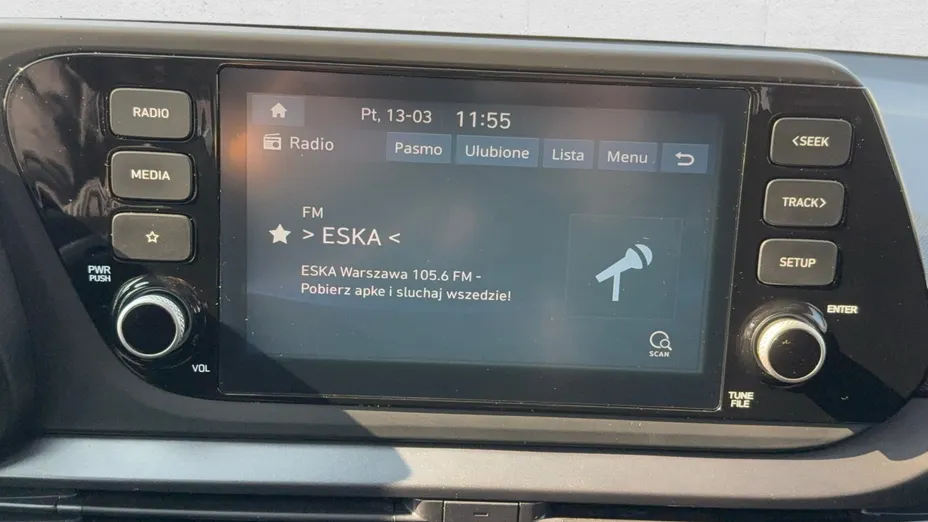 RADIO
MEDIA
PWR
PUSH
VOL
Pt, 13-03 11:55
Radio
Pasmo Ulubione Lista Menu
FM
> ESKA <
ESKA Warszawa 105.6 FM -
Pobierz apke i sluchaj wszedzie!
SCAN
<SEEK
TRACK>
SETUP
ENTER
TUNE
FILE